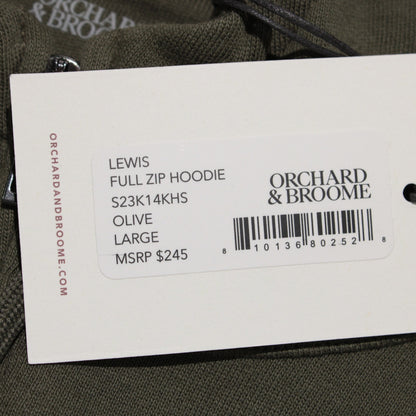 ORCHARD
& BROOME
ORCHARDANDBROOME.COM
LEWIS
FULL ZIP HOODIE
S23K14KHS
OLIVE
LARGE
MSRP $245
ORCHARD
& BROOME
8 10136 80252 8